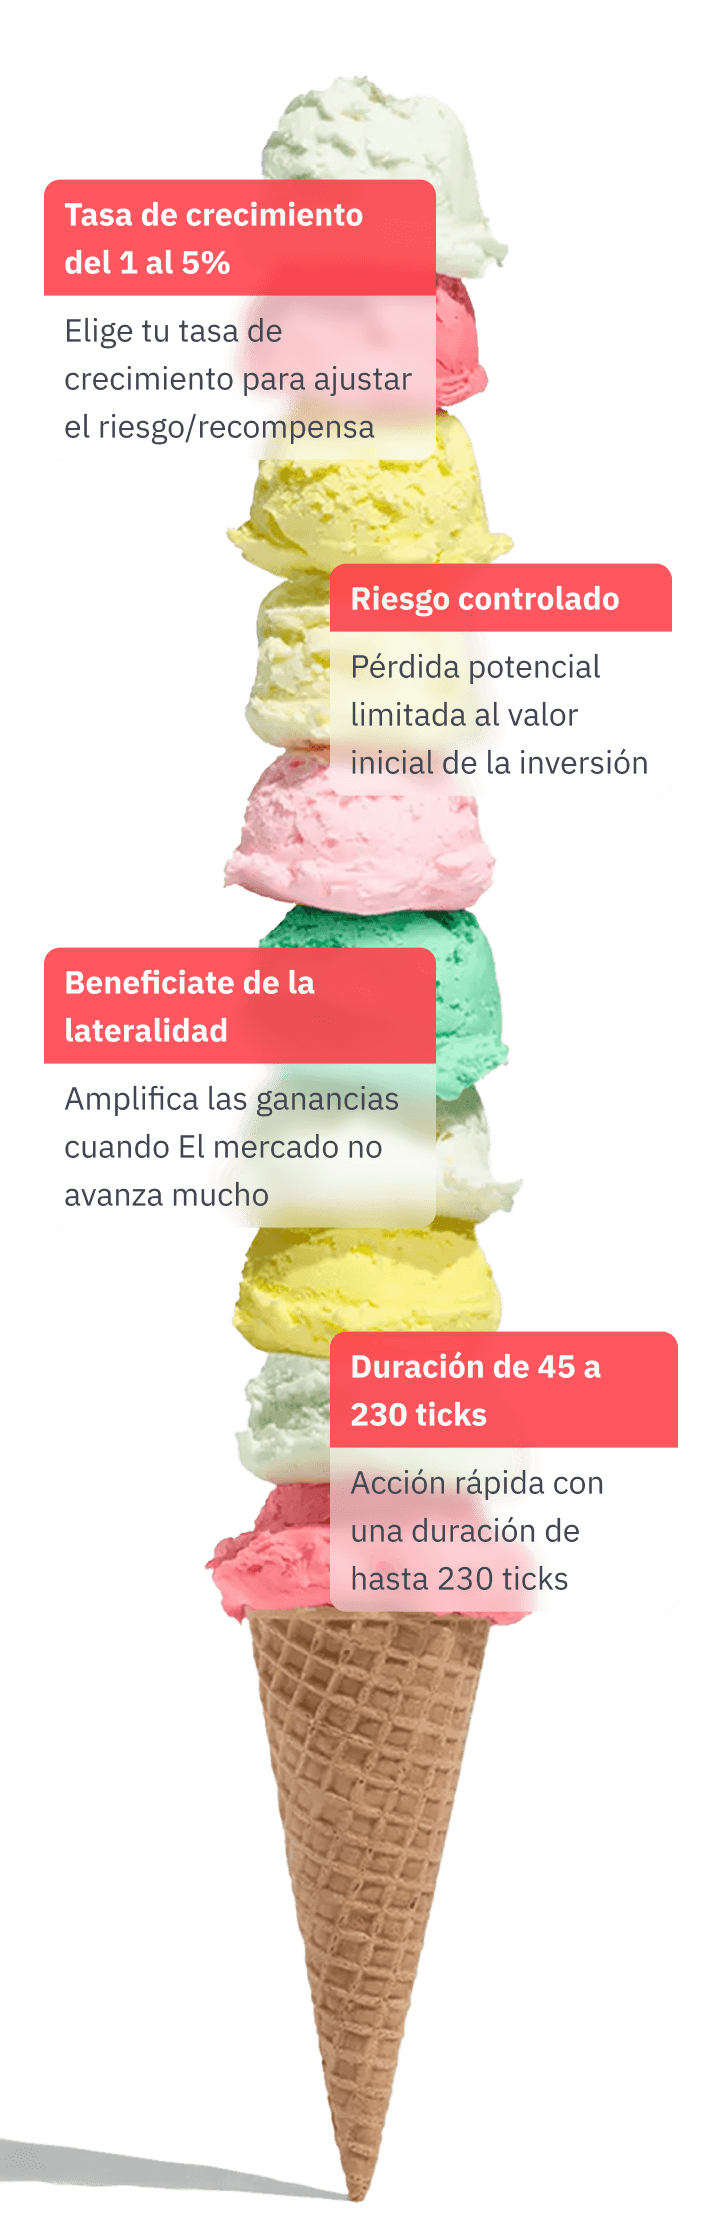 Tasa de crecimiento
del 1 al 5%
Elige tu tasa de
crecimiento para ajustar
el riesgo/recompensa
Riesgo controlado
Pérdida potencial
limitada al valor
inicial de la inversión
Beneficiate de la
lateralidad
Amplifica las ganancias
cuando El mercado no
avanza mucho
Duración de 45 a
230 ticks
Acción rápida con
una duración de
hasta 230 ticks